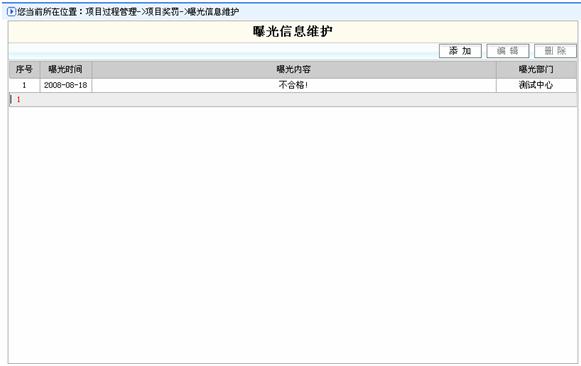 您当前所在位置：项目过程管理->项目奖罚->曝光信息维护
曝光信息维护
添 加 编 辑 删 除
序号 曝光时间 曝光内容 曝光部门
1 2008-08-18 不合格! 测试中心
1